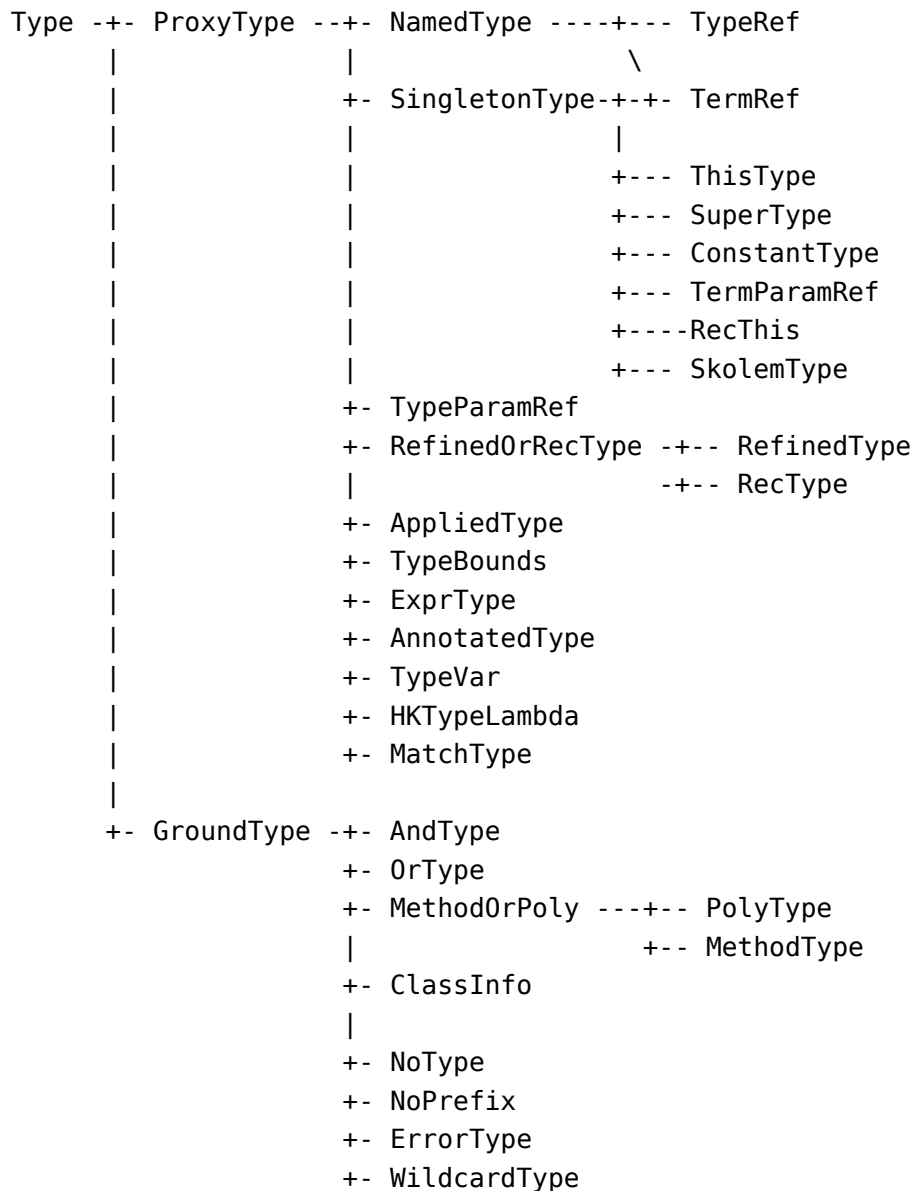 Type -+- ProxyType --+- NamedType ----+--- TypeRef
      |              |                 \
      |              +- SingletonType-+-+- TermRef
      |              |                |
      |              |                +--- ThisType
      |              |                +--- SuperType
      |              |                +--- ConstantType
      |              |                +--- TermParamRef
      |              |                +----RecThis
      |              |                +--- SkolemType
      |              +- TypeParamRef
      |              +- RefinedOrRecType -+-- RefinedType
      |              |                   -+-- RecType
      |              +- AppliedType
      |              +- TypeBounds
      |              +- ExprType
      |              +- AnnotatedType
      |              +- TypeVar
      |              +- HKTypeLambda
      |              +- MatchType
      |
      +- GroundType -+- AndType
                     +- OrType
                     +- MethodOrPoly ---+-- PolyType
                     |                  +-- MethodType
                     +- ClassInfo
                     |
                     +- NoType
                     +- NoPrefix
                     +- ErrorType
                     +- WildcardType